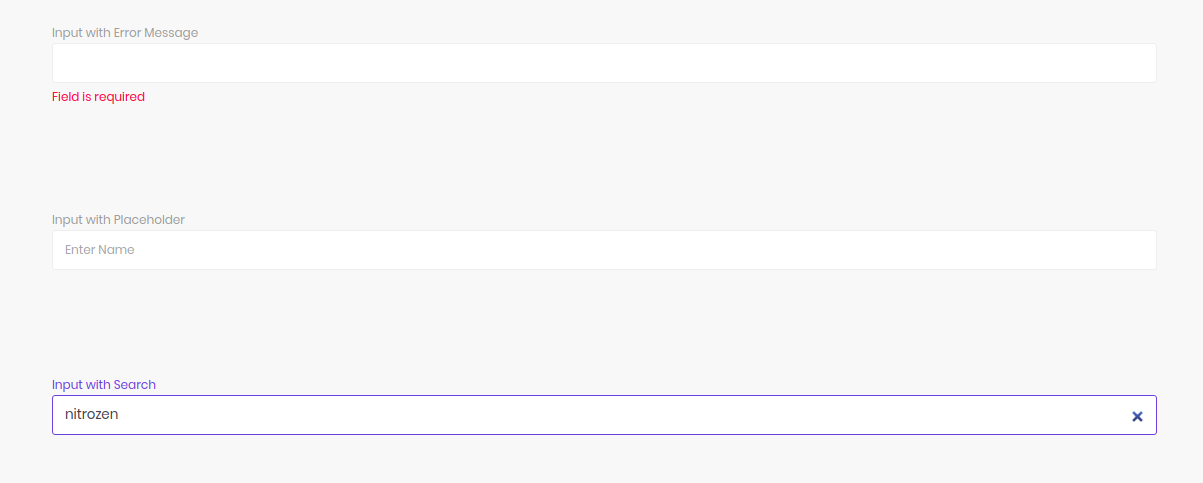 Input with Error Message
Field is required
Input with Placeholder
Enter Name
Input with Search
nitrozen